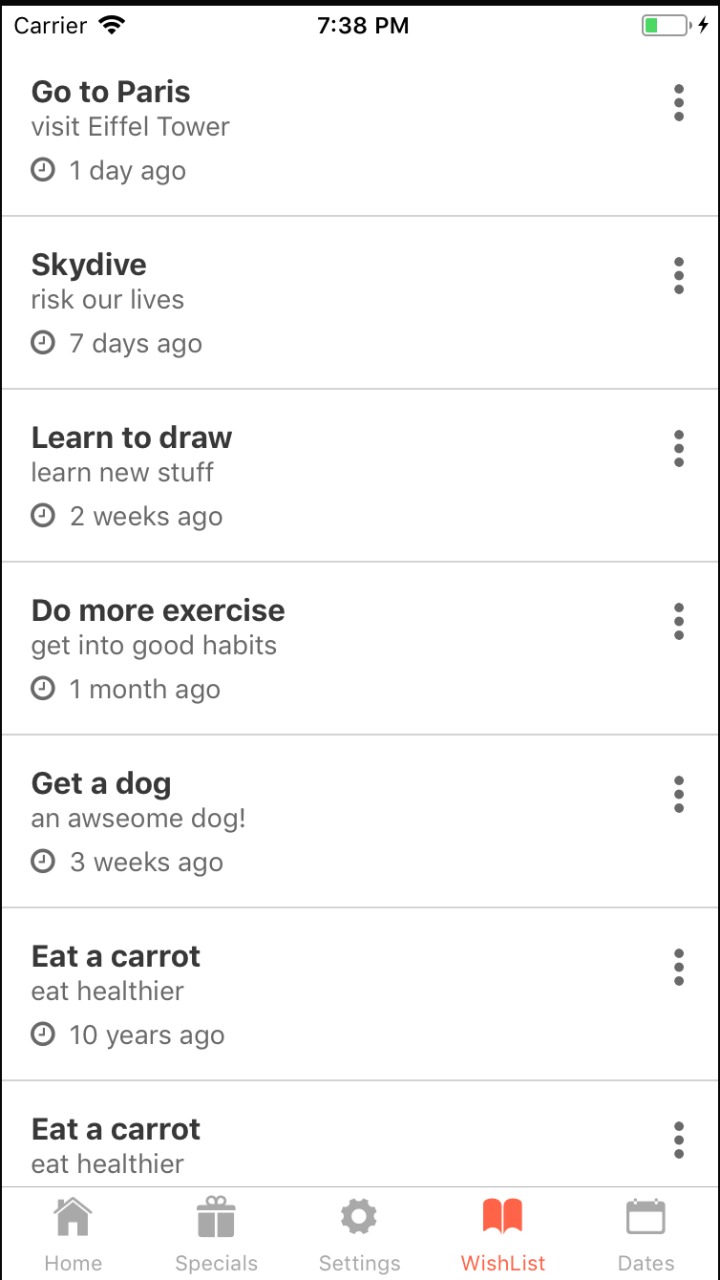 Carrier 7:38 PM
Go to Paris
visit Eiffel Tower
1 day ago
Skydive
risk our lives
7 days ago
Learn to draw
learn new stuff
2 weeks ago
Do more exercise
get into good habits
1 month ago
Get a dog
an awseome dog!
3 weeks ago
Eat a carrot
eat healthier
10 years ago
Eat a carrot
eat healthier
Home Specials Settings WishList Dates